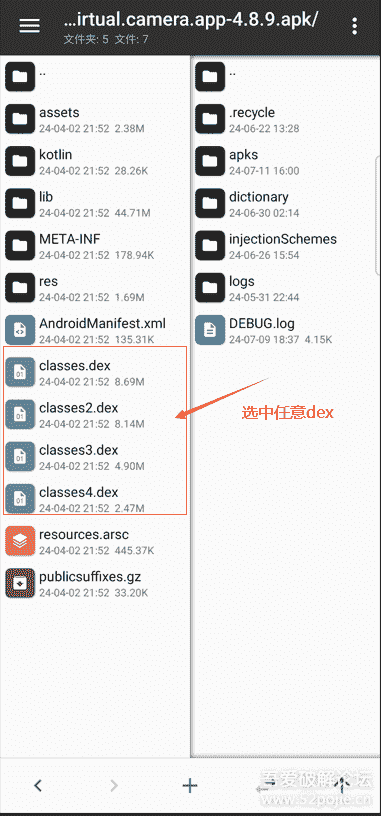 ...irtual.camera.app-4.8.9.apk/
文件夹: 5 文件: 7
..
assets
24-04-02 21:52 2.38M
kotlin
24-04-02 21:52 28.26K
lib
24-04-02 21:52 44.71M
META-INF
24-04-02 21:52 178.94K
res
24-04-02 21:52 1.69M
AndroidManifest.xml
24-04-02 21:52 135.31K
classes.dex
24-04-02 21:52 8.69M
classes2.dex
24-04-02 21:52 8.14M
classes3.dex
24-04-02 21:52 4.90M
classes4.dex
24-04-02 21:52 2.47M
resources.arsc
24-04-02 21:52 445.37K
publicsuffixes.gz
24-04-02 21:52 33.20K
..
.recycle
24-06-22 13:28
apks
24-07-11 16:00
dictionary
24-06-30 02:14
injectionSchemes
24-06-26 15:54
logs
24-05-31 22:44
DEBUG.log
24-07-09 18:37 4.15K
选中任意dex
吾爱破解论坛
www.52pojie.cn